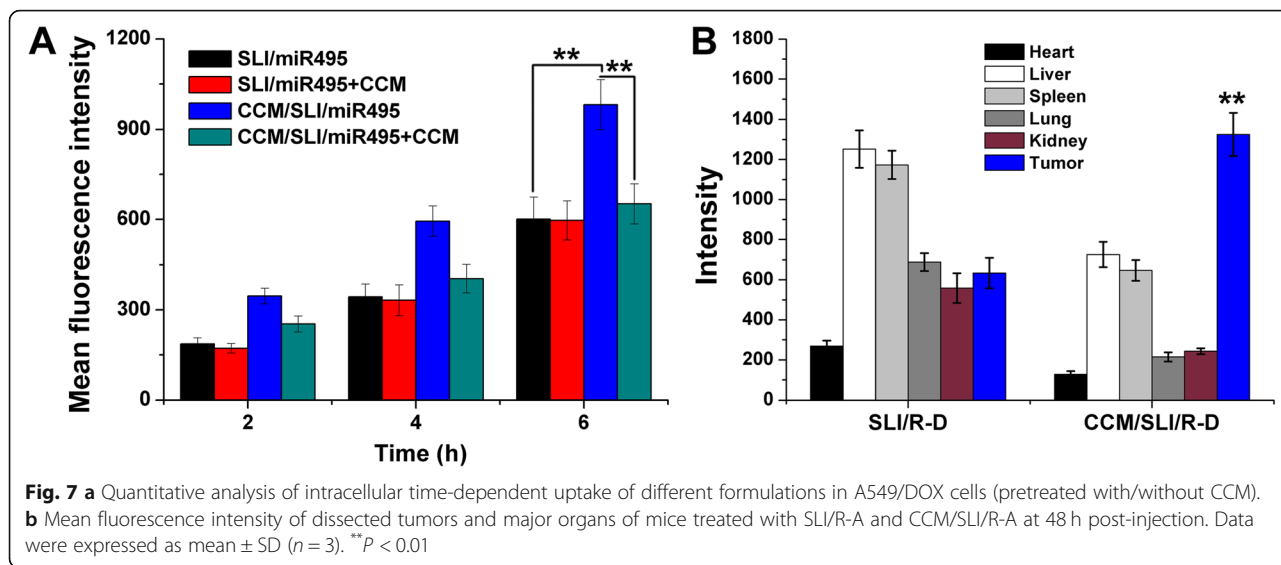 A
1200
900
600
300
0
Mean fluorescence intensity
SLI/miR495
SLI/miR495+CCM
CCM/SLI/miR495
CCM/SLI/miR495+CCM
** **
2 4 6
Time (h)
B
1800
1600
1400
1200
1000
800
600
400
200
0
Intensity
Heart
Liver
Spleen
Lung
Kidney
Tumor
**
SLI/R-D CCM/SLI/R-D
Fig. 7 a Quantitative analysis of intracellular time-dependent uptake of different formulations in A549/DOX cells (pretreated with/without CCM).
b Mean fluorescence intensity of dissected tumors and major organs of mice treated with SLI/R-A and CCM/SLI/R-A at 48 h post-injection. Data
were expressed as mean ± SD (n = 3). **P < 0.01